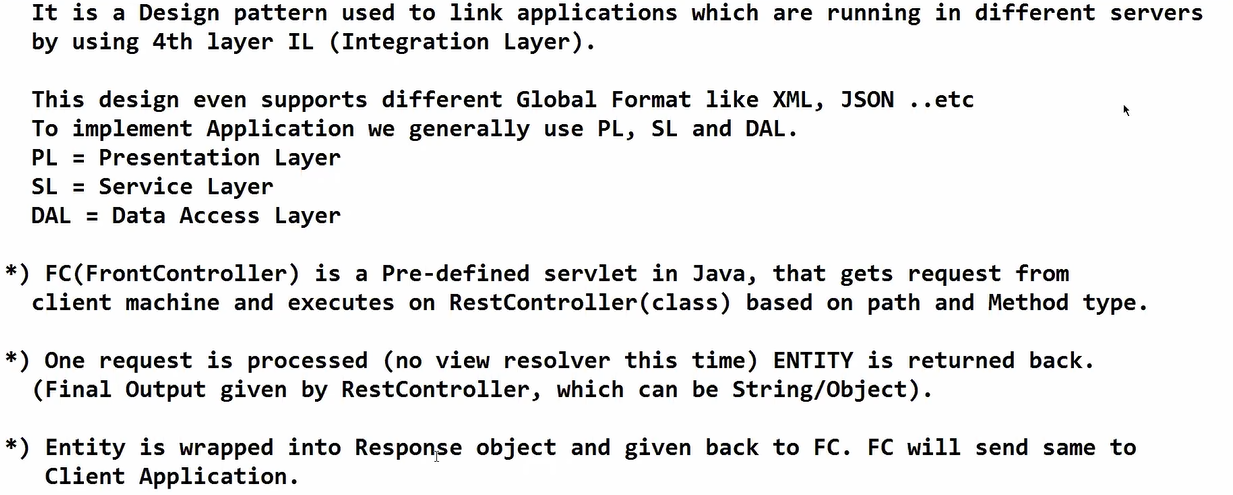 It is a Design pattern used to link applications which are running in different servers
by using 4th layer IL (Integration Layer).
This design even supports different Global Format like XML, JSON ..etc
To implement Application we generally use PL, SL and DAL.
PL = Presentation Layer
SL = Service Layer
DAL = Data Access Layer
*) FC(FrontController) is a Pre-defined servlet in Java, that gets request from
client machine and executes on RestController(class) based on path and Method type.
*) One request is processed (no view resolver this time) ENTITY is returned back.
(Final Output given by RestController, which can be String/Object).
*) Entity is wrapped into Response object and given back to FC. FC will send same to
Client Application.